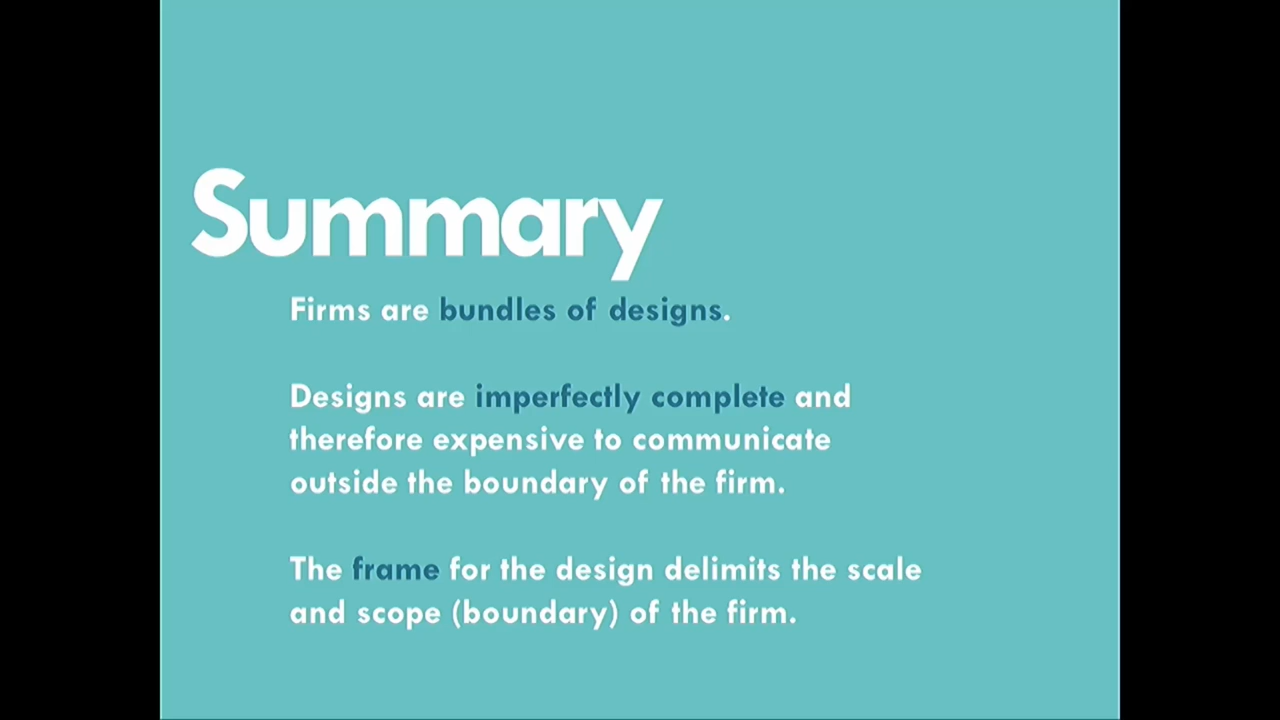 Summary
Firms are bundles of designs.
Designs are imperfectly complete and
therefore expensive to communicate
outside the boundary of the firm.
The frame for the design delimits the scale
and scope (boundary) of the firm.